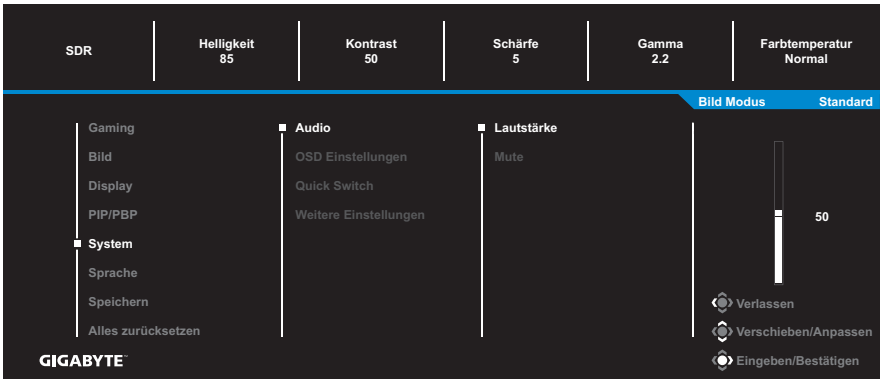 SDR
Helligkeit
85
Kontrast
50
Schärfe
5
Gamma
2.2
Farbtemperatur
Normal
Bild Modus Standard
Gaming
Bild
Display
PIP/PBP
System
Sprache
Speichern
Alles zurücksetzen
Audio
OSD Einstellungen
Quick Switch
Weitere Einstellungen
Lautstärke
Mute
50
Verlassen
Verschieben/Anpassen
Eingeben/Bestätigen
GIGABYTE™